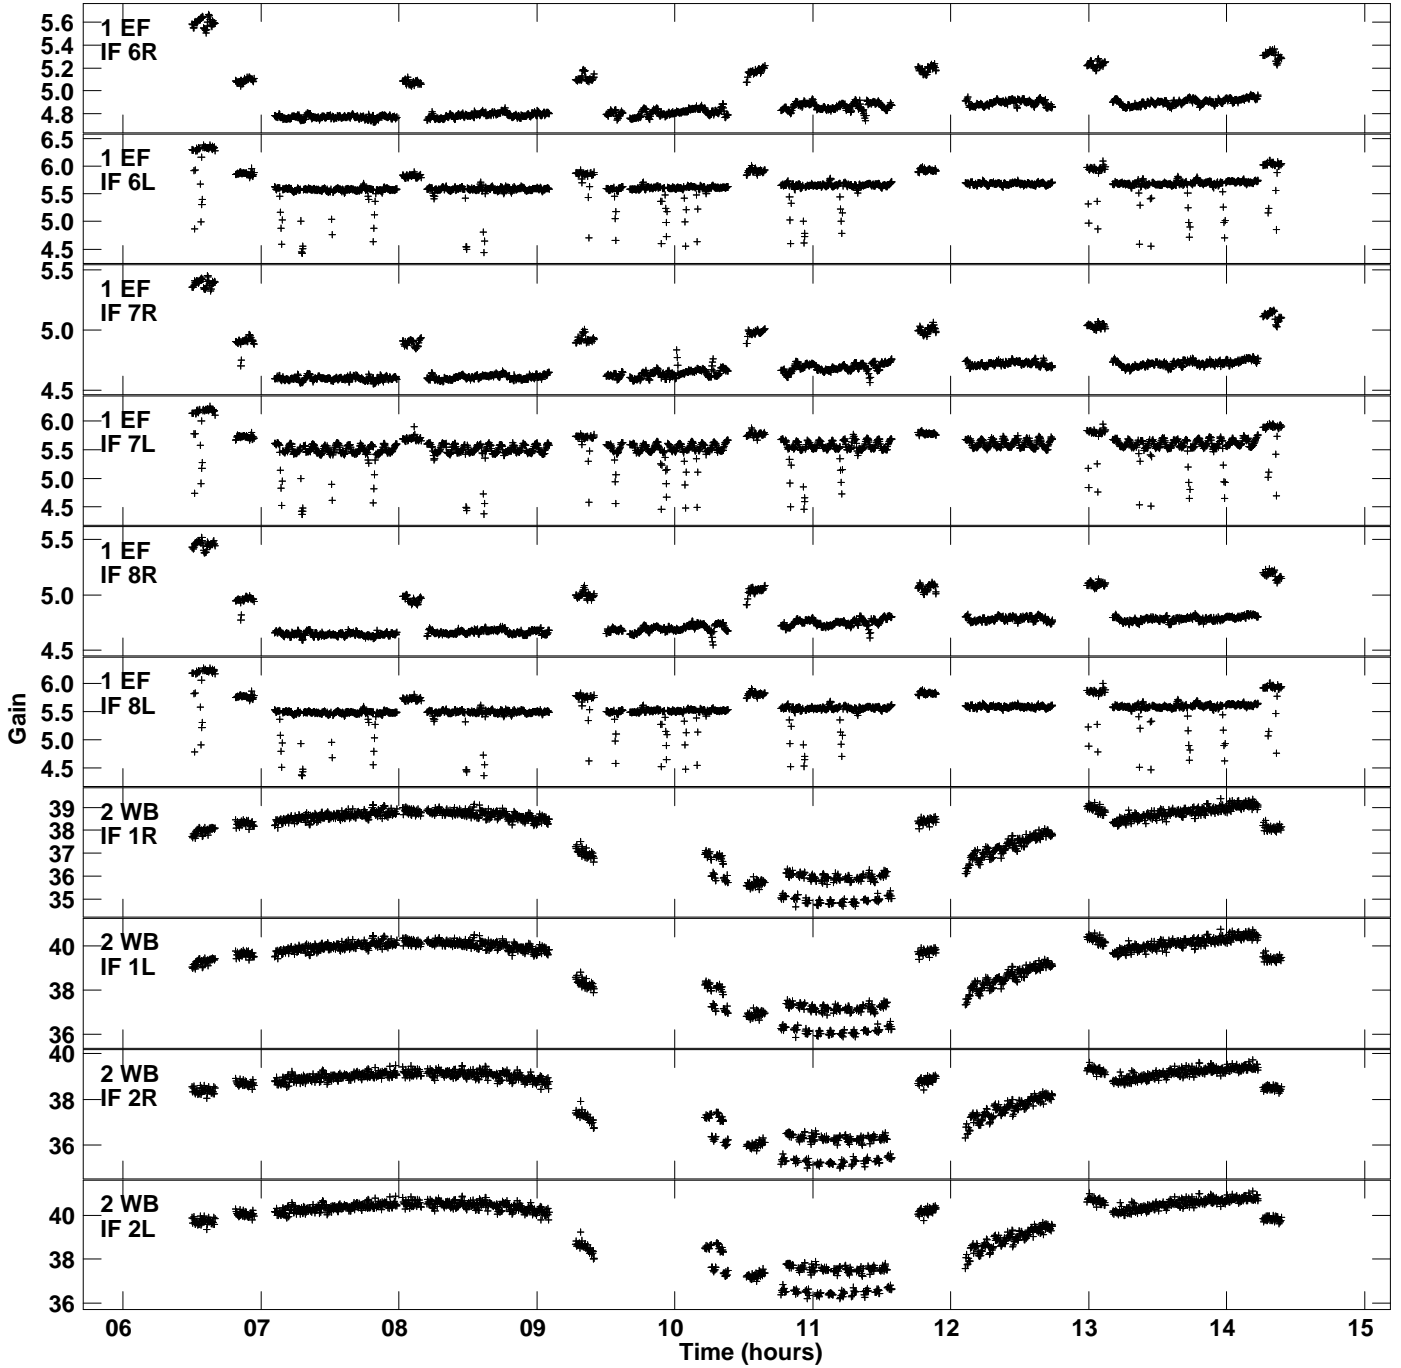 1 EF
IF 6R
5.6
5.4
5.2
5.0
4.8
1 EF
IF 6L
6.5
6.0
5.5
5.0
4.5
1 EF
IF 7R
5.5
5.0
4.5
1 EF
IF 7L
6.0
5.5
5.0
4.5
1 EF
IF 8R
5.5
5.0
4.5
1 EF
IF 8L
6.0
5.5
5.0
4.5
Gain
2 WB
IF 1R
39
38
37
36
35
2 WB
IF 1L
40
38
36
2 WB
IF 2R
40
38
36
2 WB
IF 2L
40
38
36
06 07 08 09 10 11 12 13 14 15
Time (hours)